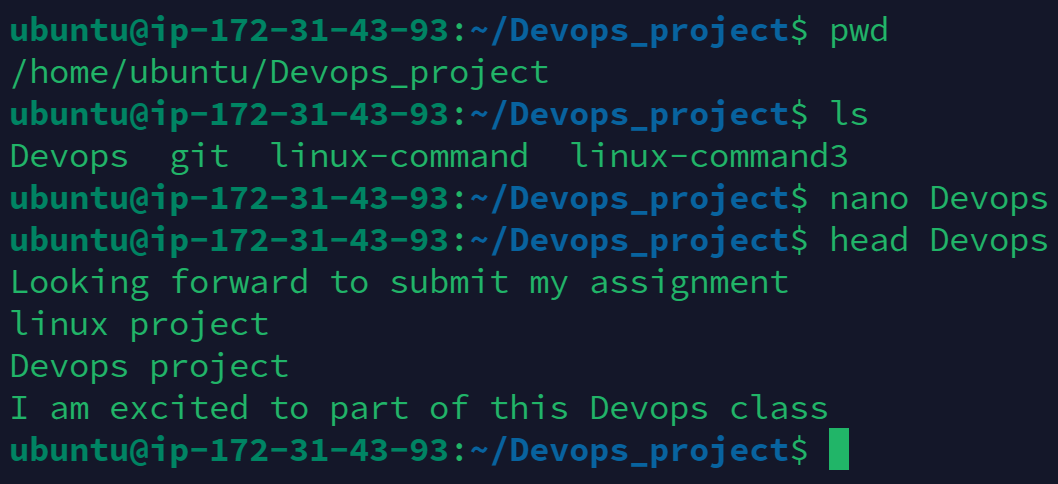 ubuntu@ip-172-31-43-93:~/Devops_project$ pwd
/home/ubuntu/Devops_project
ubuntu@ip-172-31-43-93:~/Devops_project$ ls
Devops  git  linux-command  linux-command3
ubuntu@ip-172-31-43-93:~/Devops_project$ nano Devops
ubuntu@ip-172-31-43-93:~/Devops_project$ head Devops
Looking forward to submit my assignment
linux project
Devops project
I am excited to part of this Devops class
ubuntu@ip-172-31-43-93:~/Devops_project$